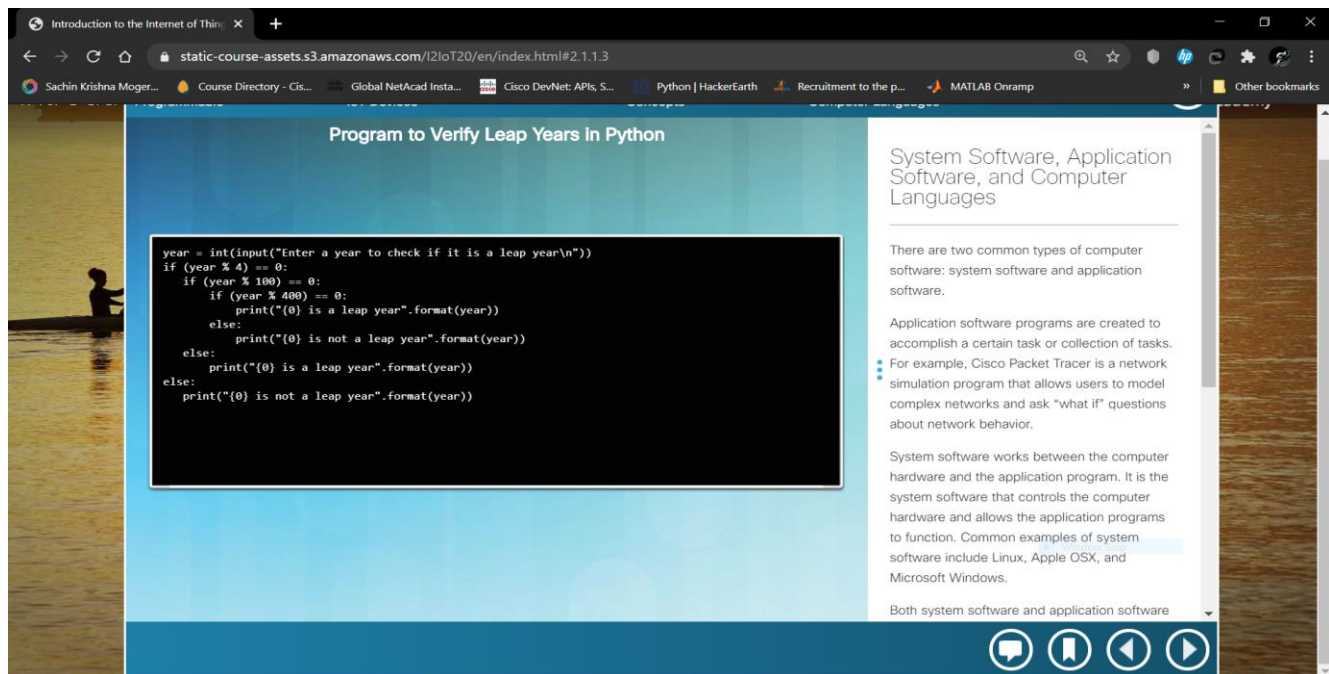 Introduction to the Internet of Thing
static-course-assets.s3.amazonaws.com/I2IoT20/en/index.html#2.1.1.3
Sachin Krishna Moger... Course Directory - Cis... Global NetAcad Insta... Cisco DevNet: APIs, S... Python | HackerEarth Recruitment to the p... MATLAB Onramp » Other bookmarks
Program to Verify Leap Years in Python
year = int(input("Enter a year to check if it is a leap year\n"))
if (year % 4) == 0:
if (year % 100) == 0:
if (year % 400) == 0:
print("{0} is a leap year".format(year))
else:
print("{0} is not a leap year".format(year))
else:
print("{0} is a leap year".format(year))
else:
print("{0} is not a leap year".format(year))
System Software, Application
Software, and Computer
Languages
There are two common types of computer
software: system software and application
software.
Application software programs are created to
accomplish a certain task or collection of tasks.
For example, Cisco Packet Tracer is a network
simulation program that allows users to model
complex networks and ask “what if” questions
about network behavior.
System software works between the computer
hardware and the application program. It is the
system software that controls the computer
hardware and allows the application programs
to function. Common examples of system
software include Linux, Apple OSX, and
Microsoft Windows.
Both system software and application software